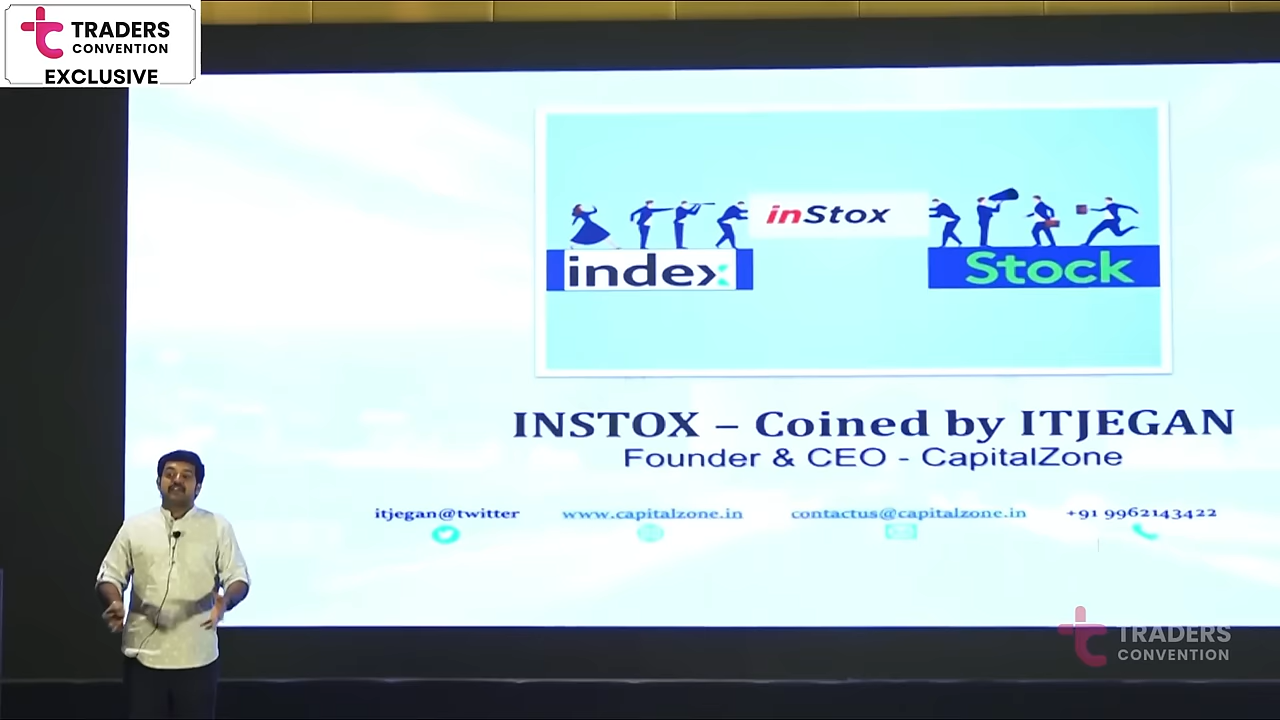 TRADERS
CONVENTION
EXCLUSIVE
inStox
index
Stock
INSTOX – Coined by ITJEGAN
Founder & CEO - CapitalZone
itjegan@twitter www.capitalzone.in contactus@capitalzone.in +91 9962143422
TRADERS
CONVENTION